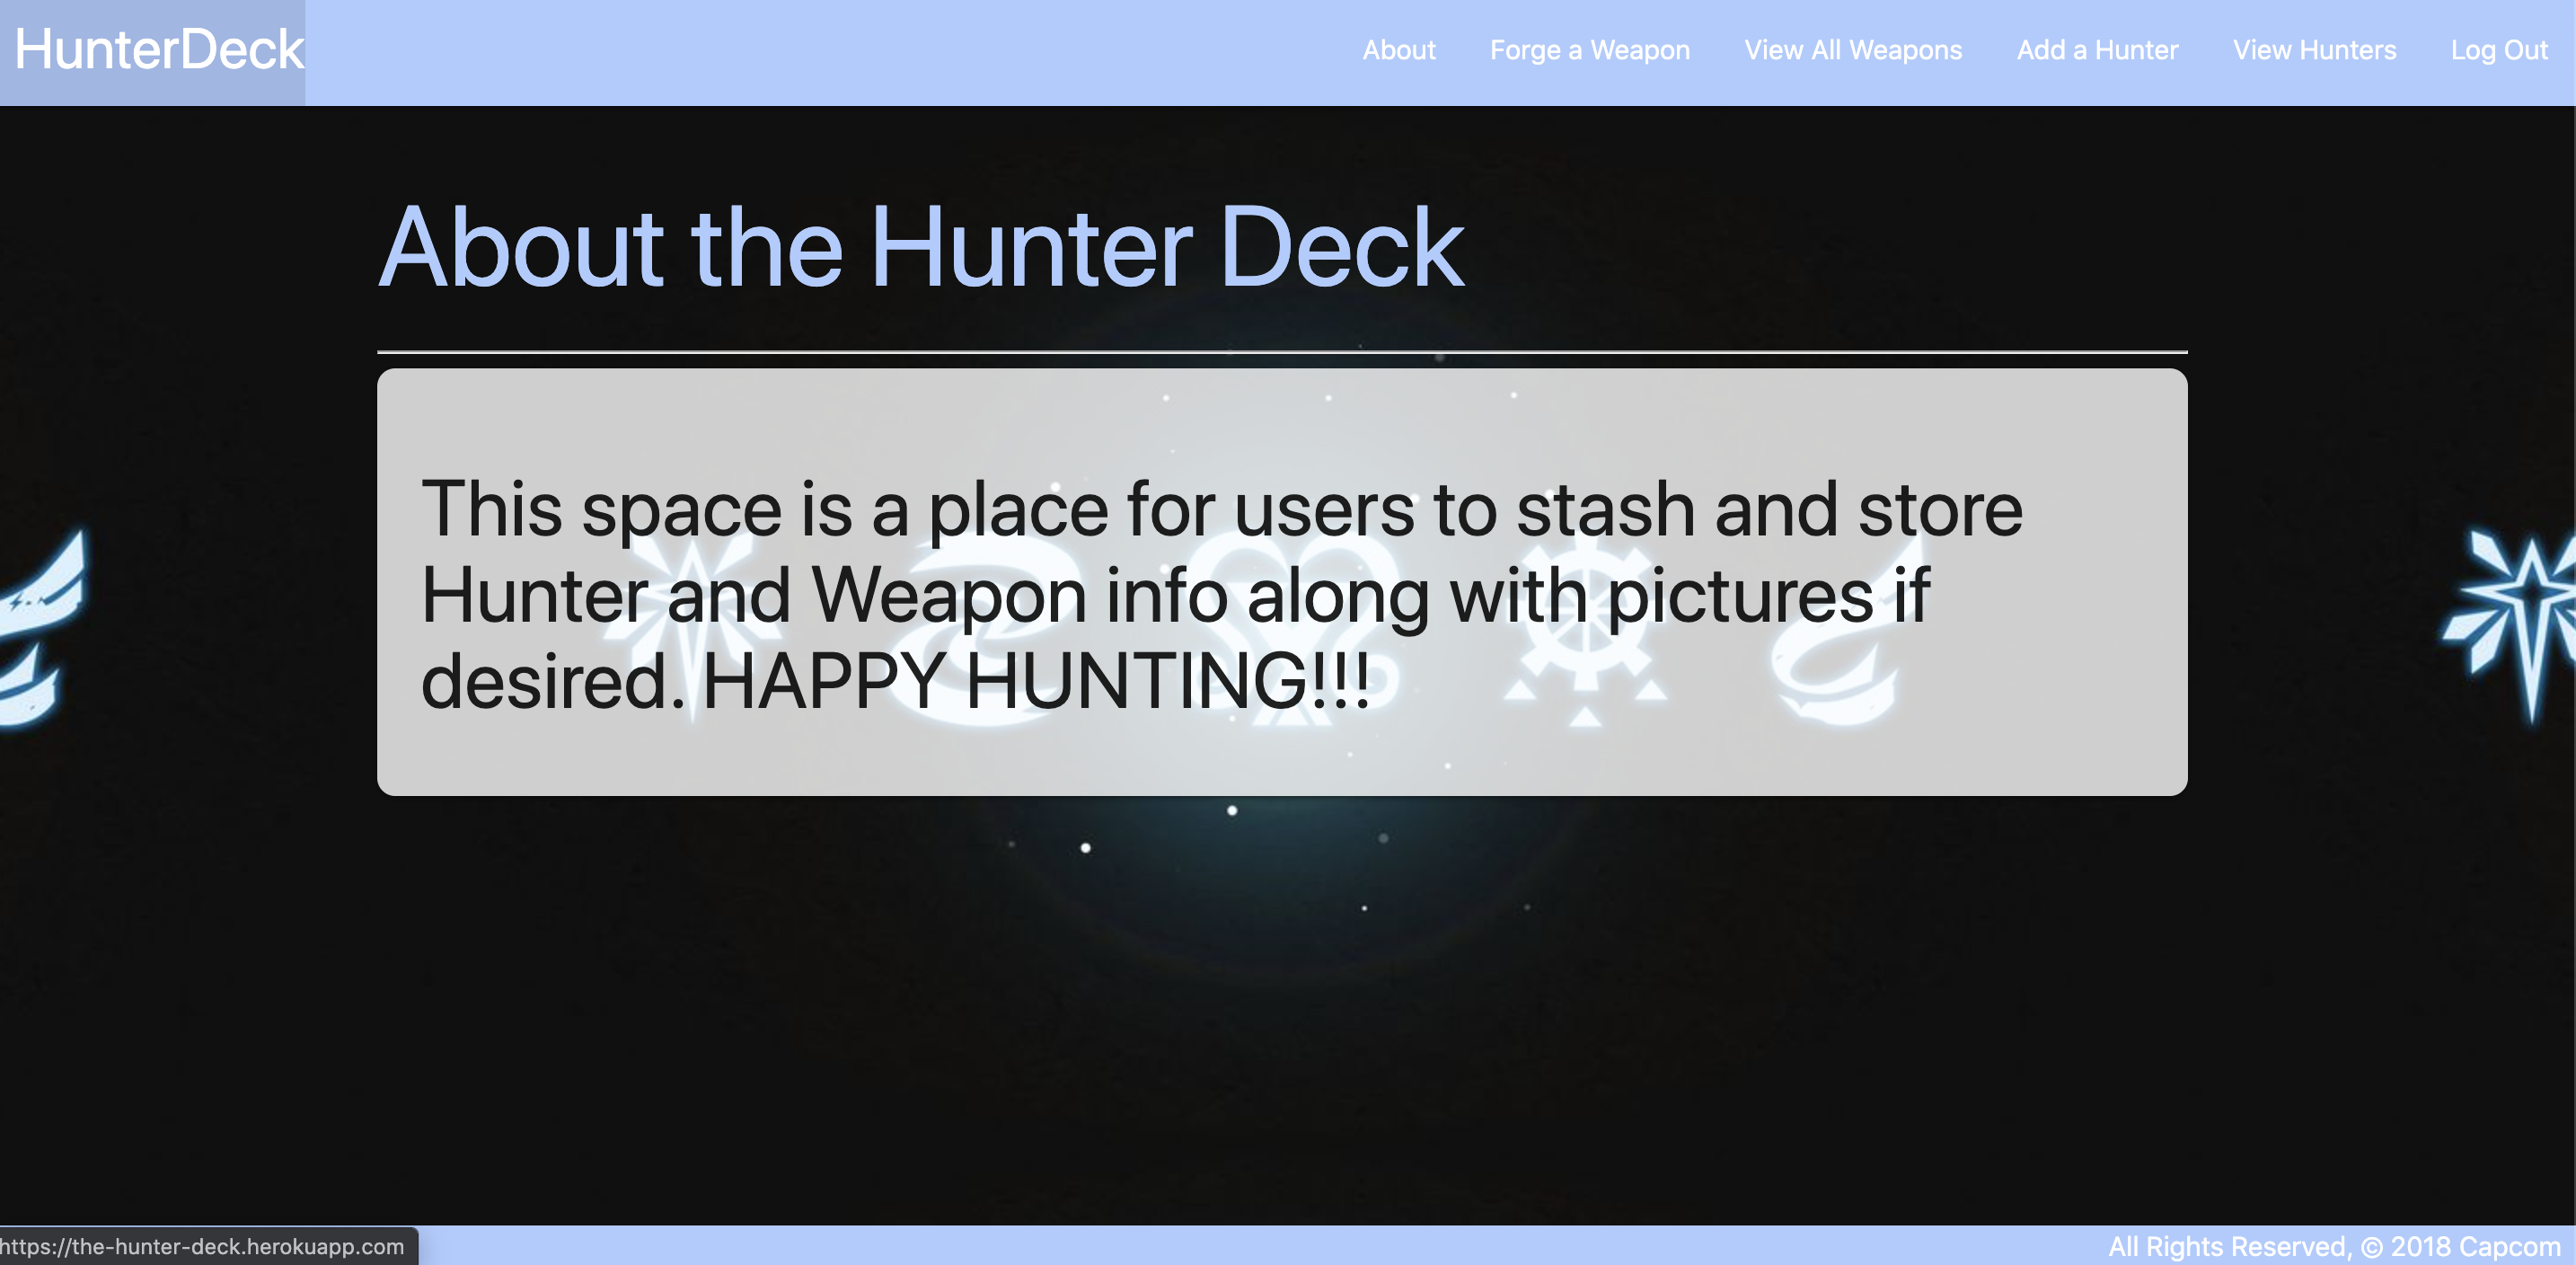 HunterDeck
About
Forge a Weapon
View All Weapons
Add a Hunter
View Hunters
Log Out
About the Hunter Deck
This space is a place for users to stash and store
Hunter and Weapon info along with pictures if
desired. HAPPY HUNTING!!!
https://the-hunter-deck.herokuapp.com
All Rights Reserved, © 2018 Capcom